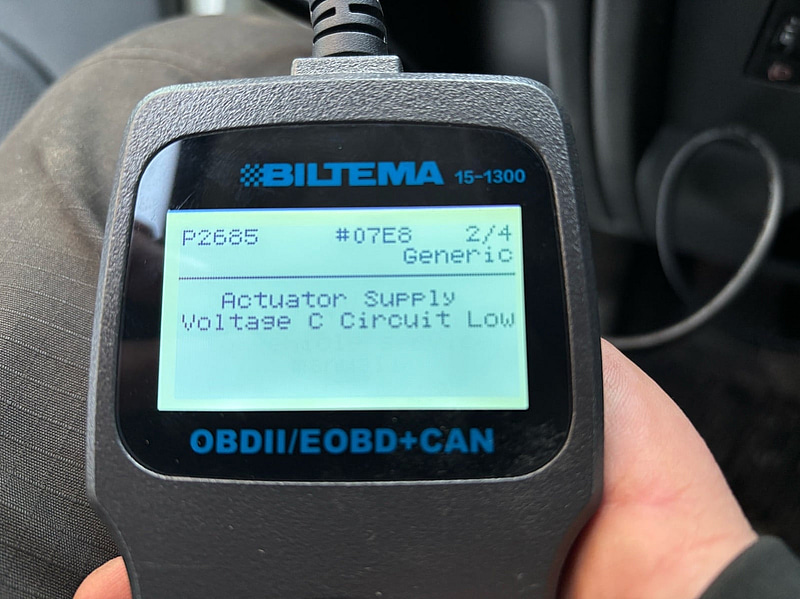 BILTEMA 15-1300
P2685 #07E8 2/4
Generic
Actuator Supply
Voltage C Circuit Low
OBDII/EOBD+CAN